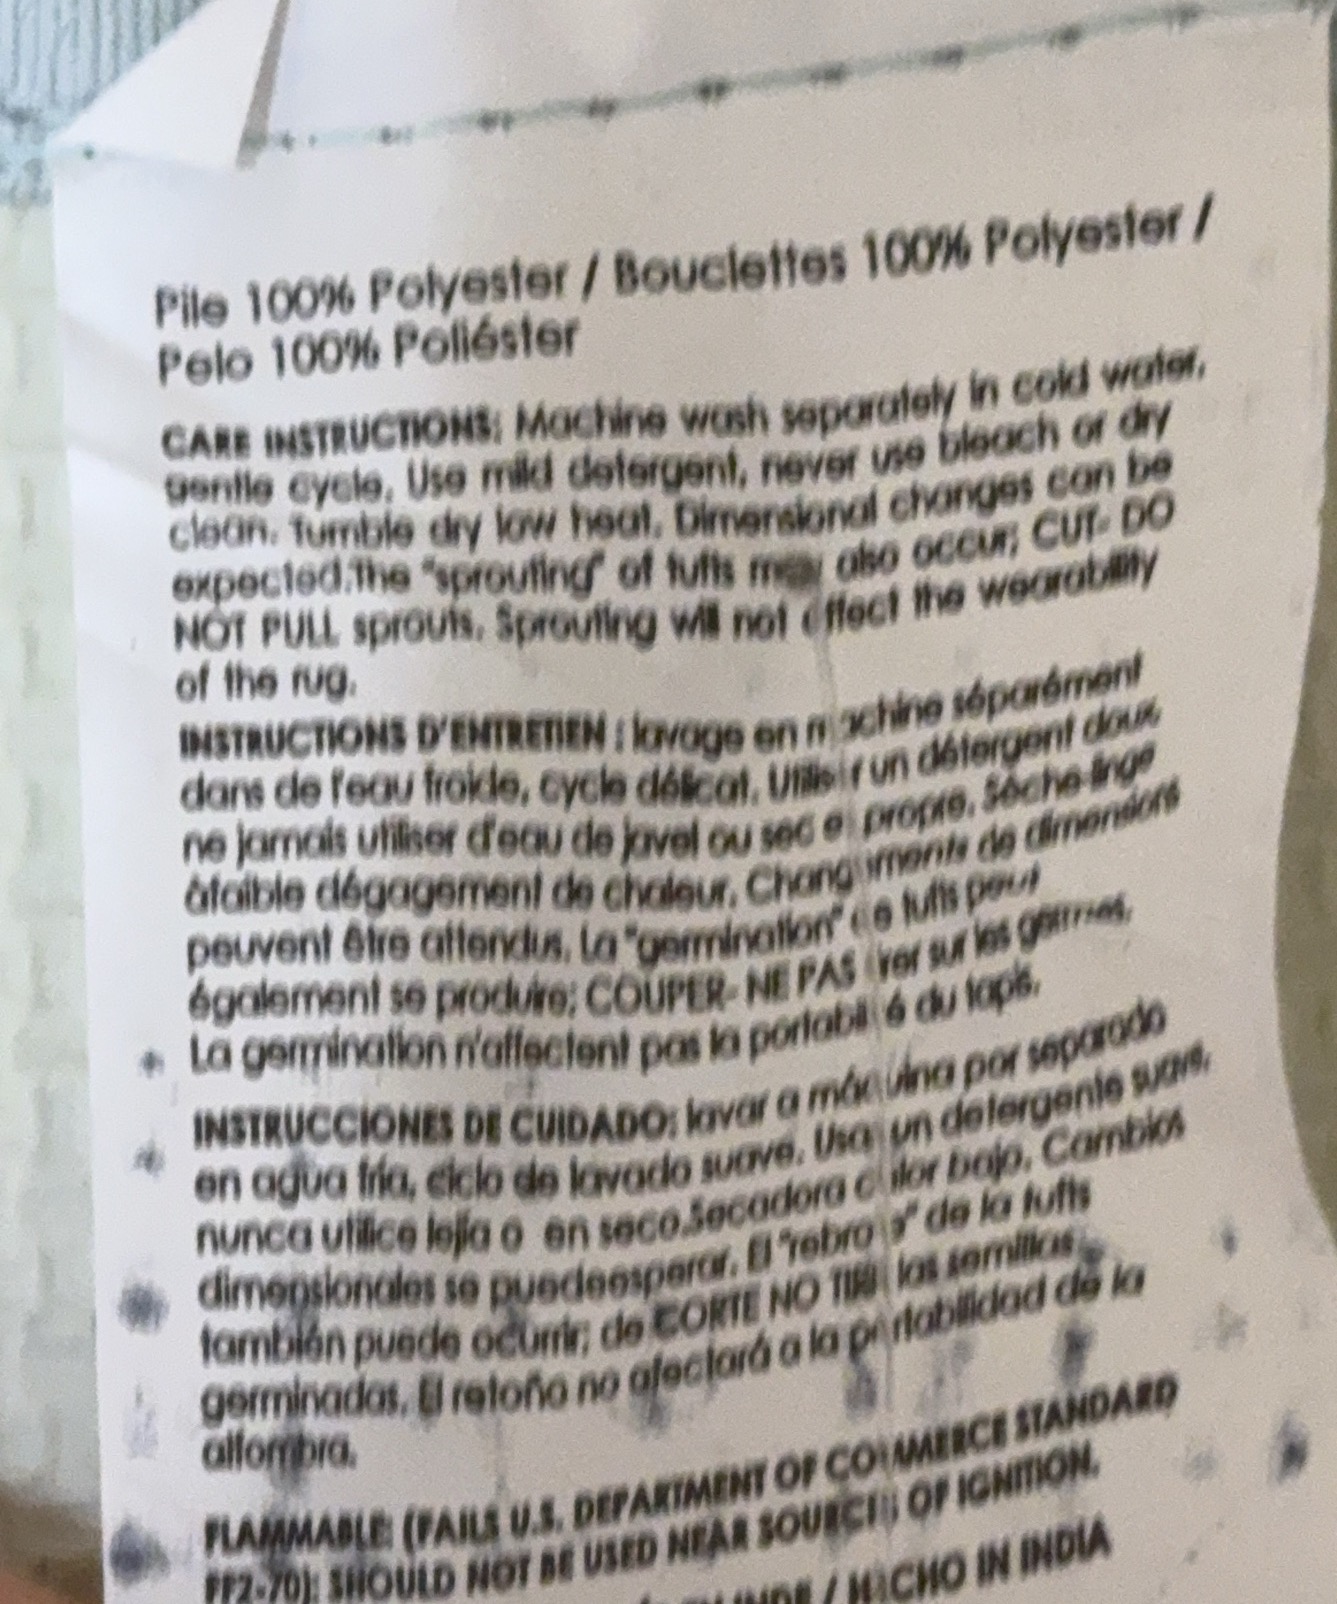 Pile 100% Polyester / Bouclettes 100% Polyester /
Pelo 100% Poliéster
CARE INSTRUCTIONS: Machine wash separately in cold water,
gentle cycle. Use mild detergent, never use bleach or dry
clean. Tumble dry low heat. Dimensional changes can be
expected.The "sprouting" of tufts may also occur; CUT- DO
NOT PULL sprouts. Sprouting will not effect the wearability
of the rug.
INSTRUCTIONS D'ENTRETIEN : lavage en machine séparément
dans de l'eau froide, cycle délicat. Utiliser un détergent doux
ne jamais utiliser d'eau de javel ou sec et propre. Sèche-linge
àfaible dégagement de chaleur. Changements de dimensions
peuvent être attendus. La "germination" de tufts peut
également se produire; COUPER- NE PAS tirer sur les germes.
La germination n'affectent pas la portabilité du tapis.
INSTRUCCIONES DE CUIDADO: lavar a máquina por separado
en agua fría, ciclo de lavado suave. Usar un detergente suave,
nunca utilice lejía o en seco.Secadora calor bajo. Cambios
dimensionales se puedeesperar. El "rebrote" de la tufts
también puede ocurrir; de CORTE NO TIRE las semillas
germinadas. El retoño no afectará a la portabilidad de la
alfombra.
FLAMMABLE: (FAILS U.S. DEPARTMENT OF COMMERCE STANDARD
FF2-70): SHOULD NOT BE USED NEAR SOURCES OF IGNITION.
/ HECHO IN INDIA